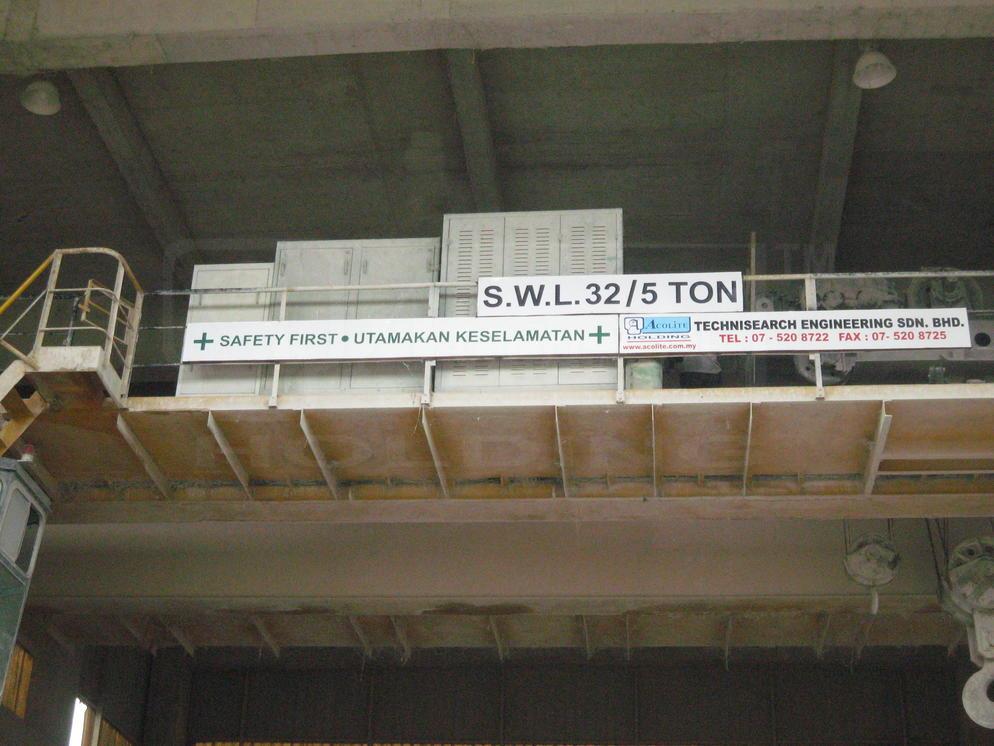 S.W.L. 32/5 TON
+ SAFETY FIRST • UTAMAKAN KESELAMATAN +
ACOLITE
HOLDING
www.acolite.com.my
TECHNISEARCH ENGINEERING SDN. BHD.
TEL : 07 - 520 8722 FAX : 07- 520 8725
HOLDING